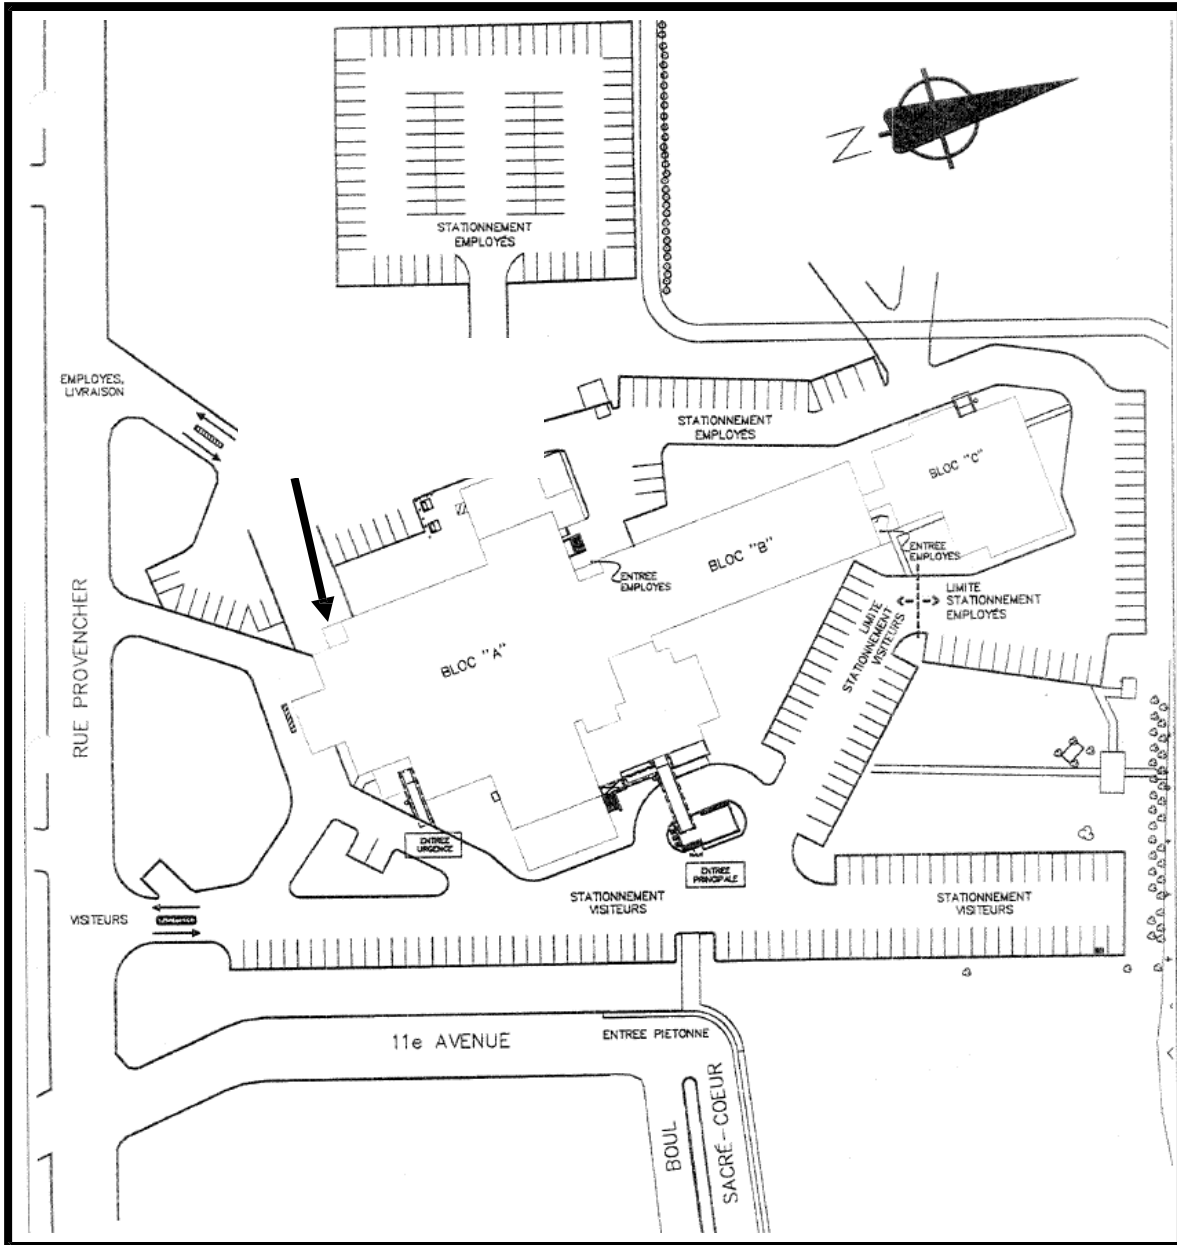 N
STATIONNEMENT
EMPLOYÉS
EMPLOYES,
LIVRAISON
STATIONNEMENT
EMPLOYÉS
BLOC "C"
BLOC "B"
ENTREE
EMPLOYES
ENTREE
EMPLOYES
LIMITE
STATIONNEMENT
EMPLOYÉS
LIMITE
STATIONNEMENT
VISITEURS
BLOC "A"
RUE PROVENCHER
ENTREE
URGENCE
ENTREE
PRINCIPALE
STATIONNEMENT
VISITEURS
STATIONNEMENT
VISITEURS
VISITEURS
11e AVENUE
ENTREE PIETONNE
BOUL
SACRÉ-COEUR